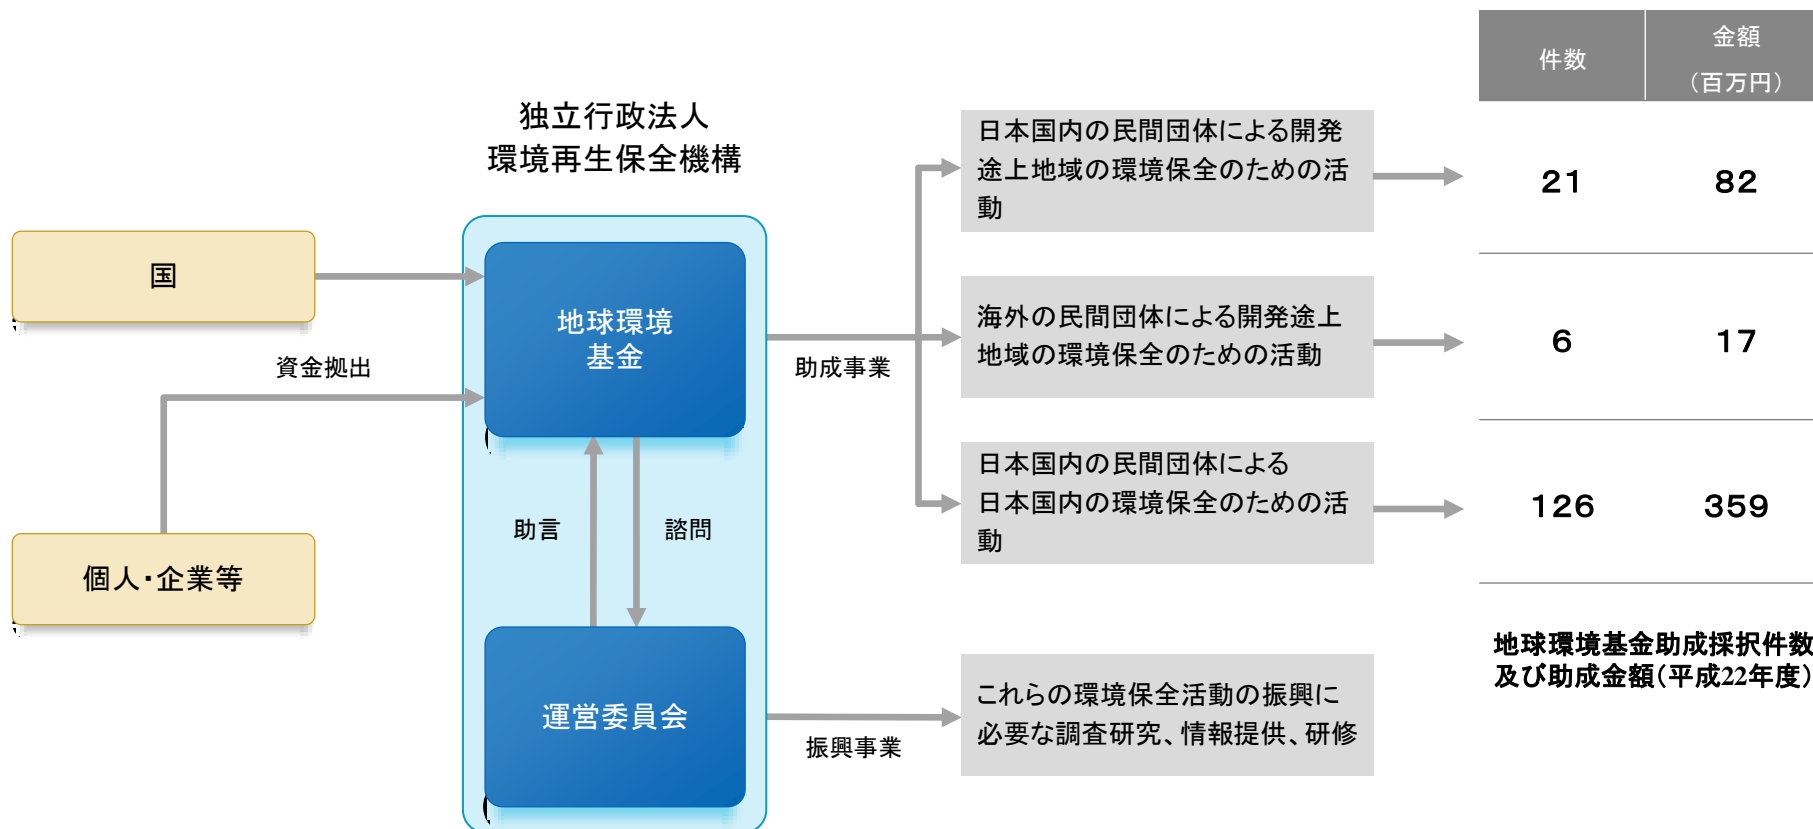 独立行政法人
環境再生保全機構
国
資金拠出
個人・企業等
地球環境
基金
助言
諮問
運営委員会
助成事業
振興事業
日本国内の民間団体による開発
途上地域の環境保全のための活
動
海外の民間団体による開発途上
地域の環境保全のための活動
日本国内の民間団体による
日本国内の環境保全のための活
動
これらの環境保全活動の振興に
必要な調査研究、情報提供、研修
件数 金額
（百万円）
21 82
6 17
126 359
地球環境基金助成採択件数
及び助成金額（平成22年度）